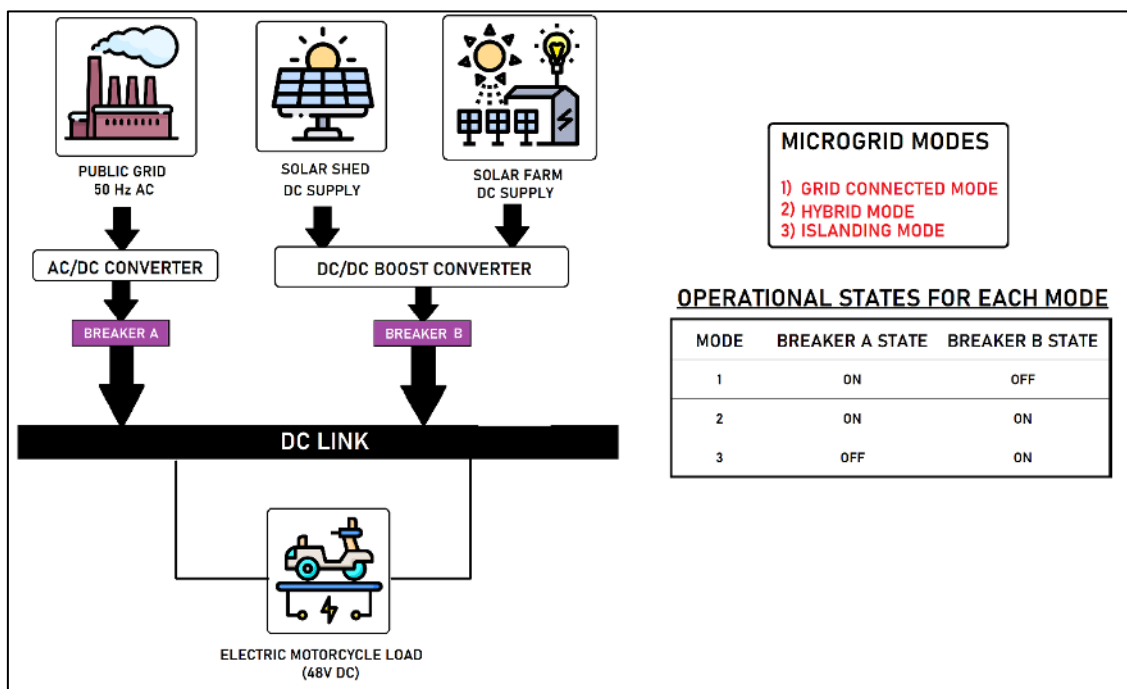 PUBLIC GRID
50 Hz AC
SOLAR SHED
DC SUPPLY
SOLAR FARM
DC SUPPLY
AC/DC CONVERTER
DC/DC BOOST CONVERTER
BREAKER A
BREAKER B
DC LINK
ELECTRIC MOTORCYCLE LOAD
(48V DC)
MICROGRID MODES
1) GRID CONNECTED MODE
2) HYBRID MODE
3) ISLANDING MODE
OPERATIONAL STATES FOR EACH MODE
MODE BREAKER A STATE BREAKER B STATE
1 ON OFF
2 ON ON
3 OFF ON